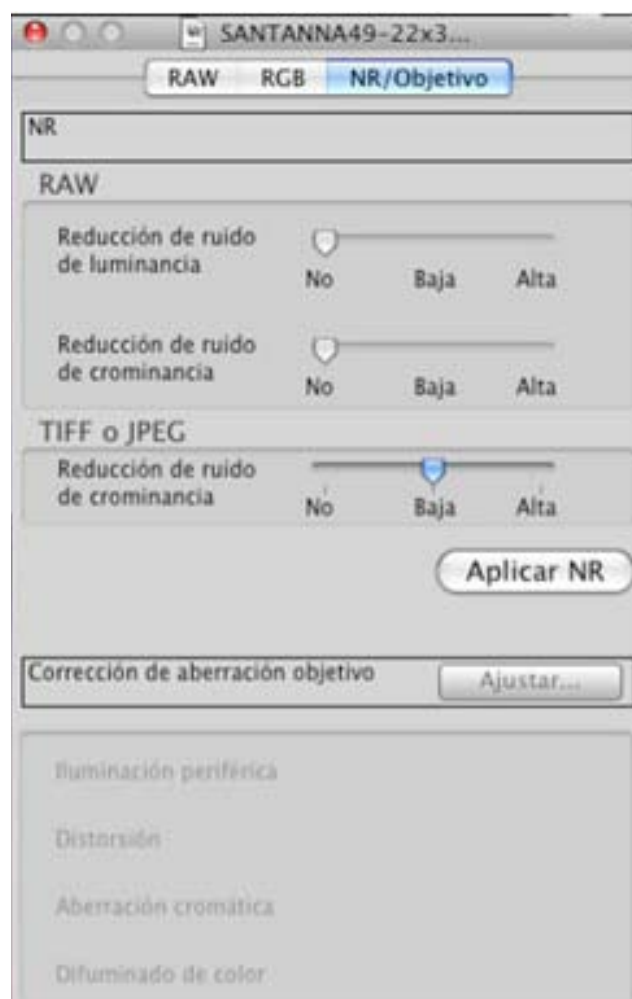 SANTANNA49-22x3...
RAW RGB NR/Objetivo
NR
RAW
Reducción de ruido
de luminancia
No Baja Alta
Reducción de ruido
de crominancia
No Baja Alta
TIFF o JPEG
Reducción de ruido
de crominancia
No Baja Alta
Aplicar NR
Corrección de aberración objetivo
Ajustar...
Iluminación periférica
Distorsión
Aberración cromática
Difuminado de color